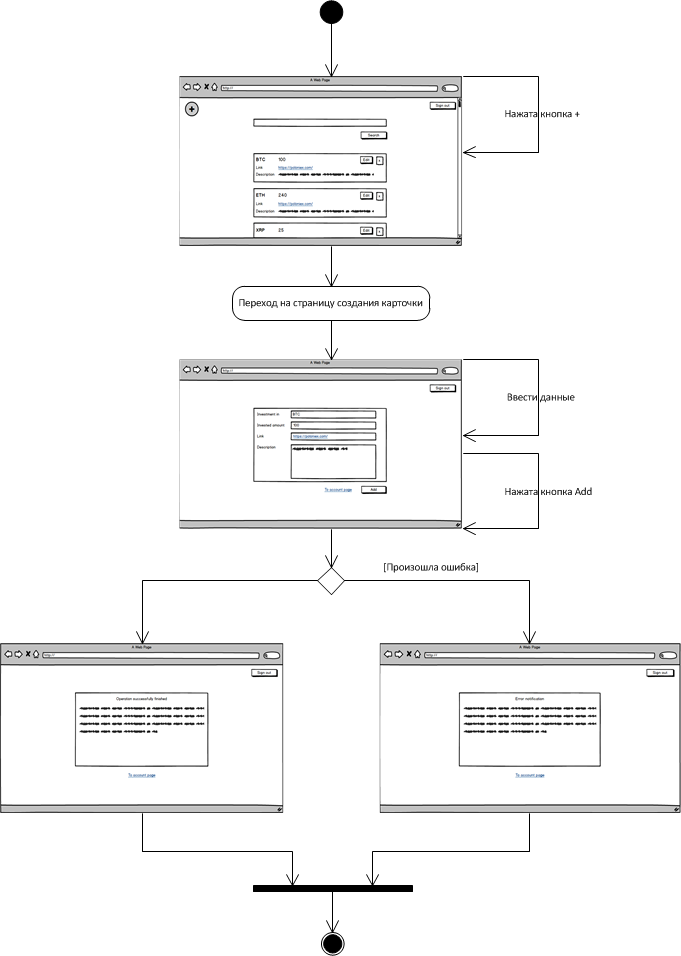 A Web Page
http://
Sign out
Нажата кнопка +
Search
BTC 100 Edit x
Link https://poloniex.com/
Description
ETH 240 Edit x
Link https://poloniex.com/
Description
XRP 25 Edit x
Переход на страницу создания карточки
A Web Page
http://
Sign out
Ввести данные
Investment in BTC
Invested amount 100
Link https://poloniex.com/
Description
To account page Add
Нажата кнопка Add
[Произошла ошибка]
A Web Page
http://
Sign out
Operation successfully finished
To account page
A Web Page
http://
Sign out
Error notification
To account page